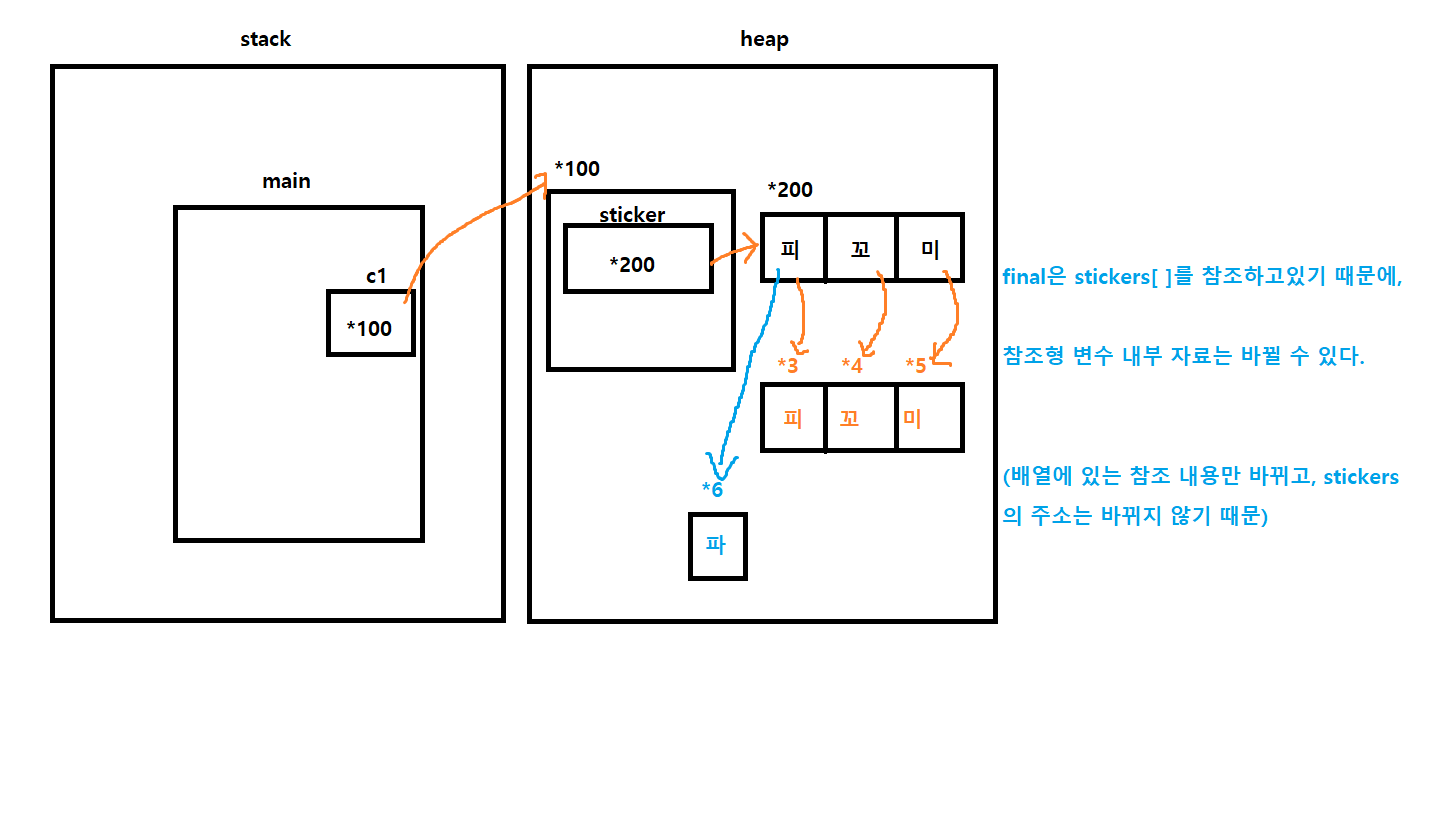 stack
heap
main
c1
*100
*100
sticker
*200
*200
피 꼬 미
*3 *4 *5
피 꼬 미
*6
파
final은 stickers[ ]를 참조하고있기 때문에,
참조형 변수 내부 자료는 바뀔 수 있다.
(배열에 있는 참조 내용만 바뀌고, stickers
의 주소는 바뀌지 않기 때문)